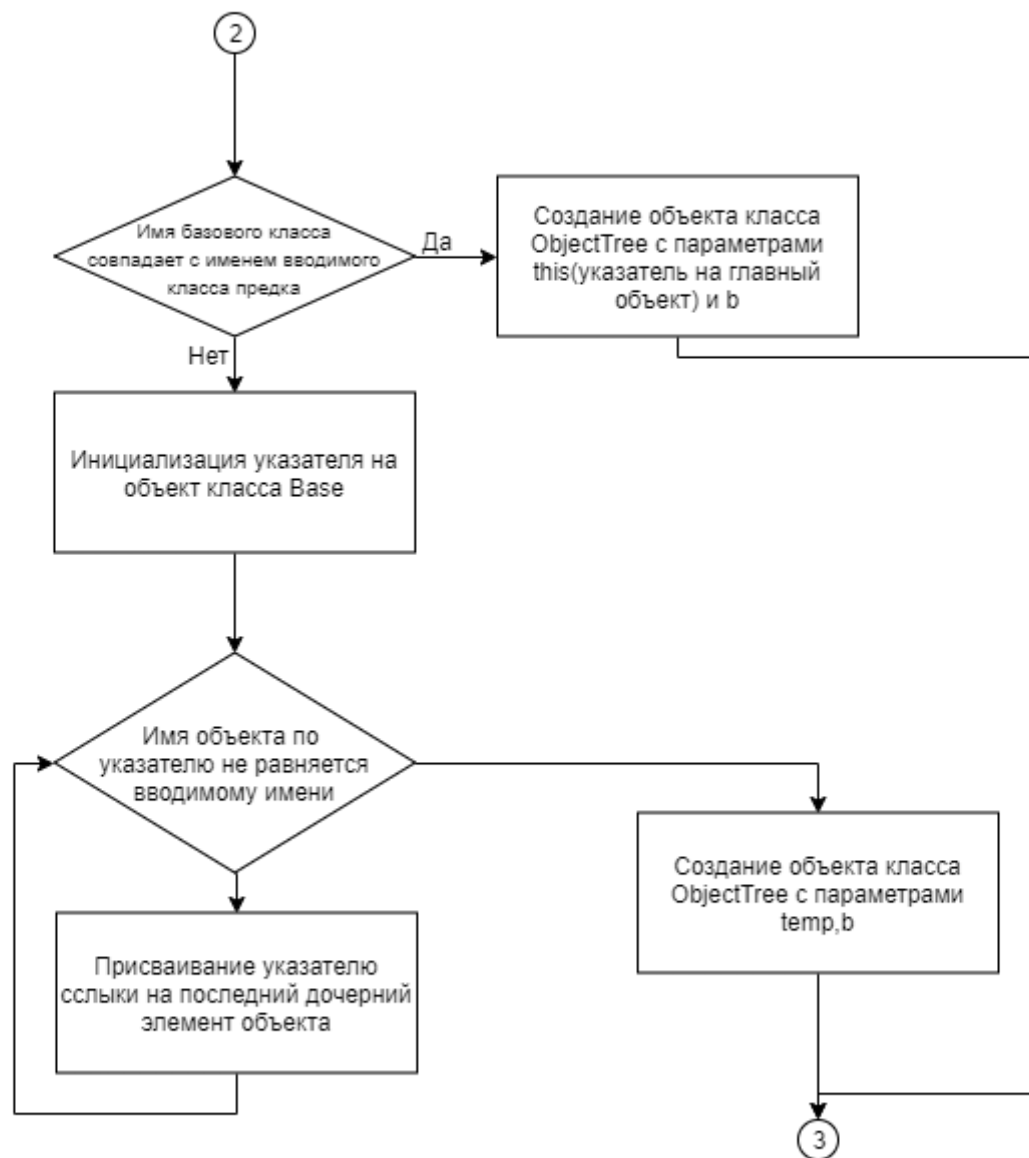 2
Имя базового класса
совпадает с именем вводимого
класса предка
Да
Создание объекта класса
ObjectTree с параметрами
this(указатель на главный
объект) и b
Нет
Инициализация указателя на
объект класса Base
Имя объекта по
указателю не равняется
вводимому имени
Создание объекта класса
ObjectTree с параметрами
temp,b
Присваивание указателю
сслыки на последний дочерний
элемент объекта
3